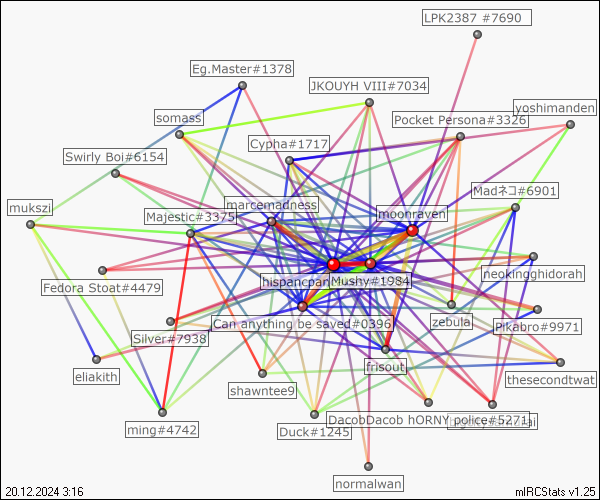 LPK2387 #7690
Eg.Master#1378
JKOUYH VIII#7034
yoshimanden
somass
Pocket Persona#3326
Cypha#1717
Swirly Boi#6154
Madネコ#6901
mukszi
marcemadness
Majestic#3375
moonraven
neokingghidorah
hispancpan
Mushy#1984
Fedora Stoat#4479
zebula
Can anything be saved#0396
Pikabro#9971
Silver#7938
frisout
eliakith
thesecondtwat
shawntee9
DacobDacob hORNY police#5271
ming#4742
Duck#1245
normalwan
20.12.2024 3:16
mIRCStats v1.25